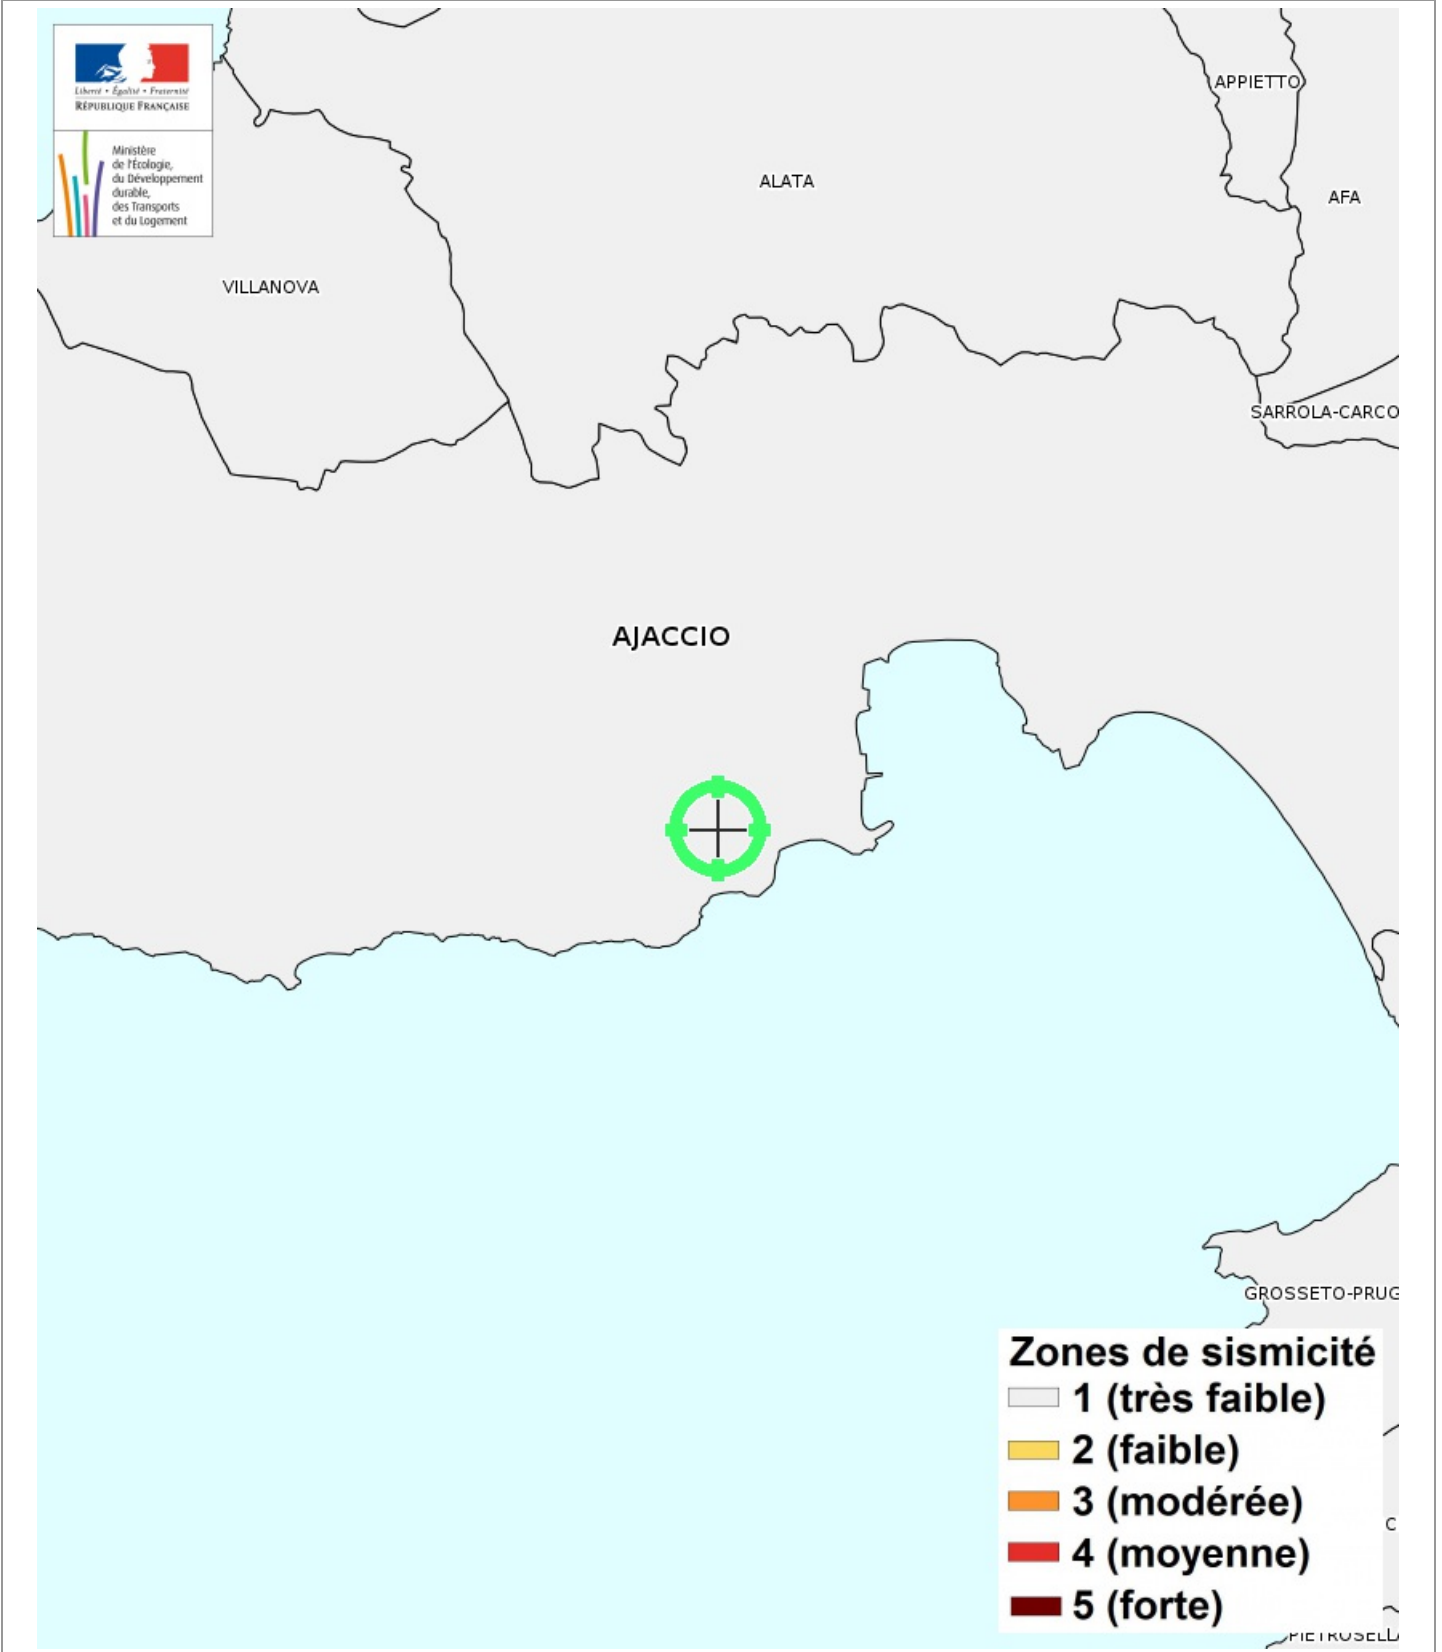 Liberté • Égalité • Fraternité
RÉPUBLIQUE FRANÇAISE
Ministère
de l'Écologie,
du Développement
durable,
des Transports
et du Logement
APPIETTO
ALATA
AFA
VILLANOVA
SARROLA-CARCO
AJACCIO
GROSSETO-PRUG
Zones de sismicité
1 (très faible)
2 (faible)
3 (modérée)
4 (moyenne)
C
5 (forte)
PIETROSELLA